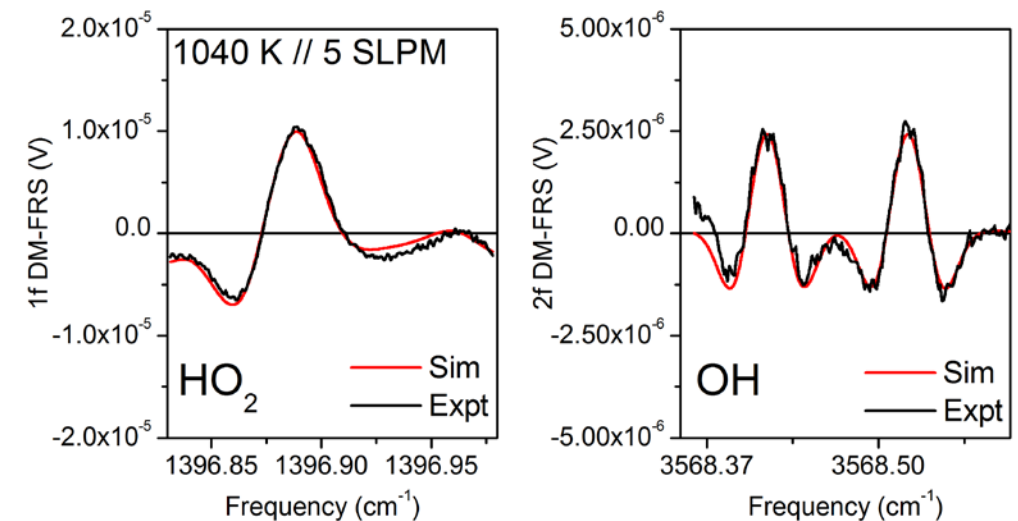 1f DM-FRS (V)
2.0x10⁻⁵
1.0x10⁻⁵
0.0
-1.0x10⁻⁵
-2.0x10⁻⁵
1040 K // 5 SLPM
HO₂
Sim
Expt
1396.85 1396.90 1396.95
Frequency (cm⁻¹)
2f DM-FRS (V)
5.00x10⁻⁶
2.50x10⁻⁶
0.00
-2.50x10⁻⁶
-5.00x10⁻⁶
OH
Sim
Expt
3568.37 3568.50
Frequency (cm⁻¹)